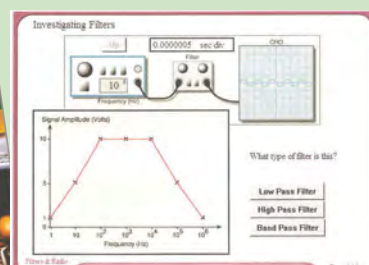 Investigating Filters
0.0000005 sec/div
CRO
Filter
10
Frequency (Hz)
Signal Amplitude (Volts)
10
5
1
0
1 10 10² 10³ 10⁴ 10⁵ 10⁶
Frequency (Hz)
What type of filter is this?
Low Pass Filter
High Pass Filter
Band Pass Filter